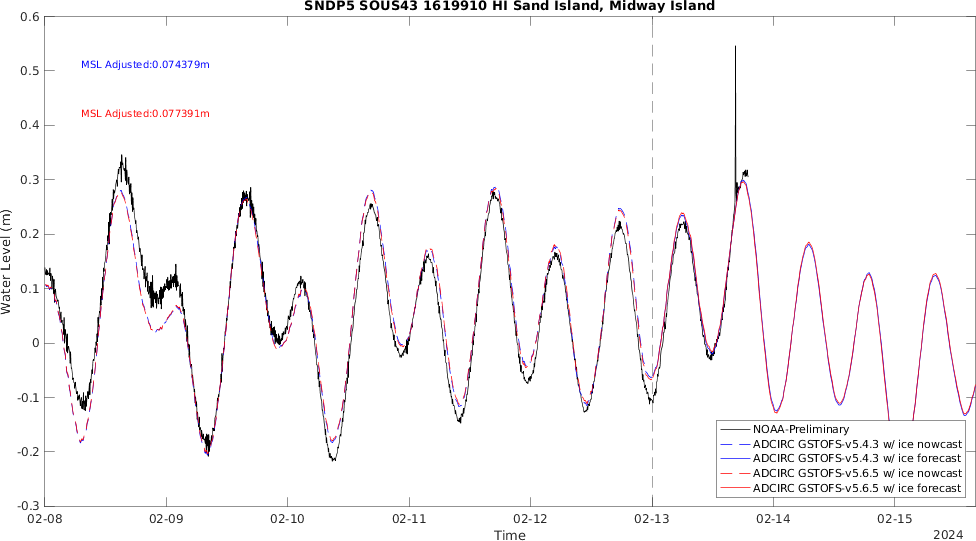 SNDP5 SOUS43 1619910 HI Sand Island, Midway Island
0.6
0.5
0.4
0.3
0.2
0.1
0
-0.1
-0.2
-0.3
Water Level (m)
MSL Adjusted:0.074379m
MSL Adjusted:0.077391m
NOAA-Preliminary
ADCIRC GSTOFS-v5.4.3 w/ ice nowcast
ADCIRC GSTOFS-v5.4.3 w/ ice forecast
ADCIRC GSTOFS-v5.6.5 w/ ice nowcast
ADCIRC GSTOFS-v5.6.5 w/ ice forecast
02-08 02-09 02-10 02-11 02-12 02-13 02-14 02-15
Time
2024